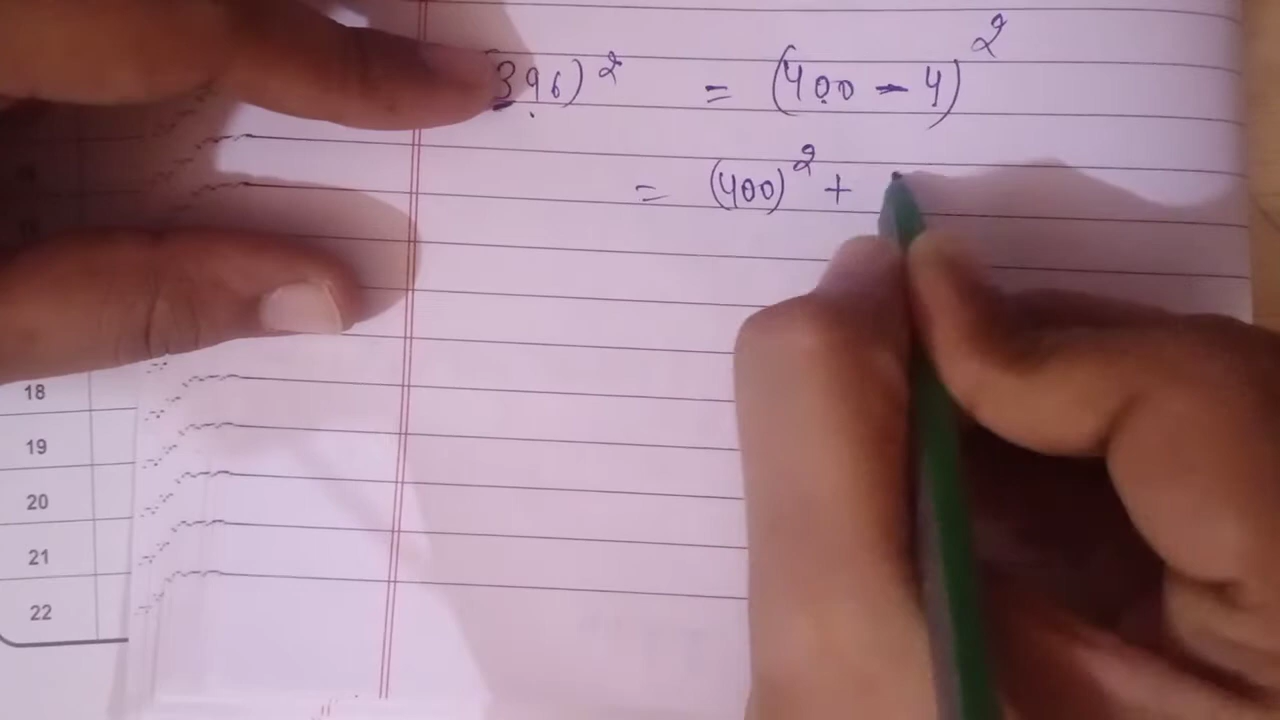 (396)² = (400 - 4)²
= (400)² +
18
19
20
21
22